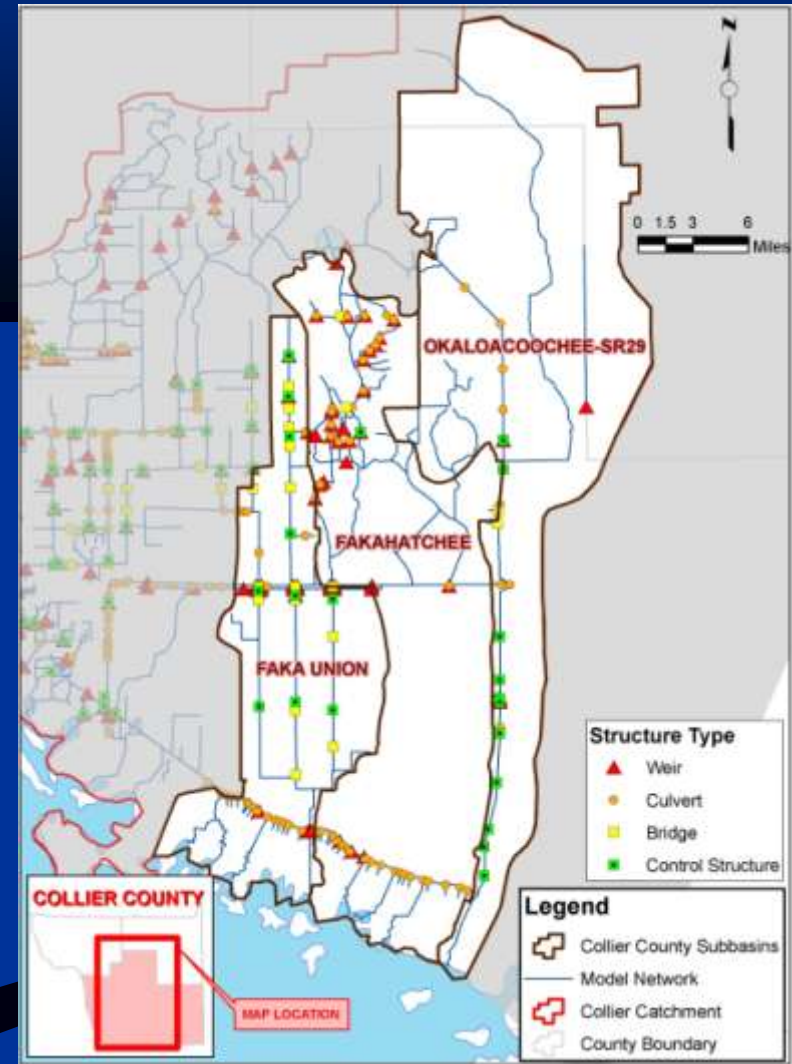 N
0 1.5 3 6
Miles
OKALOACOOCHEE-SR29
FAKAHATCHEE
FAKA UNION
Structure Type
Weir
Culvert
Bridge
Control Structure
COLLIER COUNTY
MAP LOCATION
Legend
Collier County Subbasins
Model Network
Collier Catchment
County Boundary